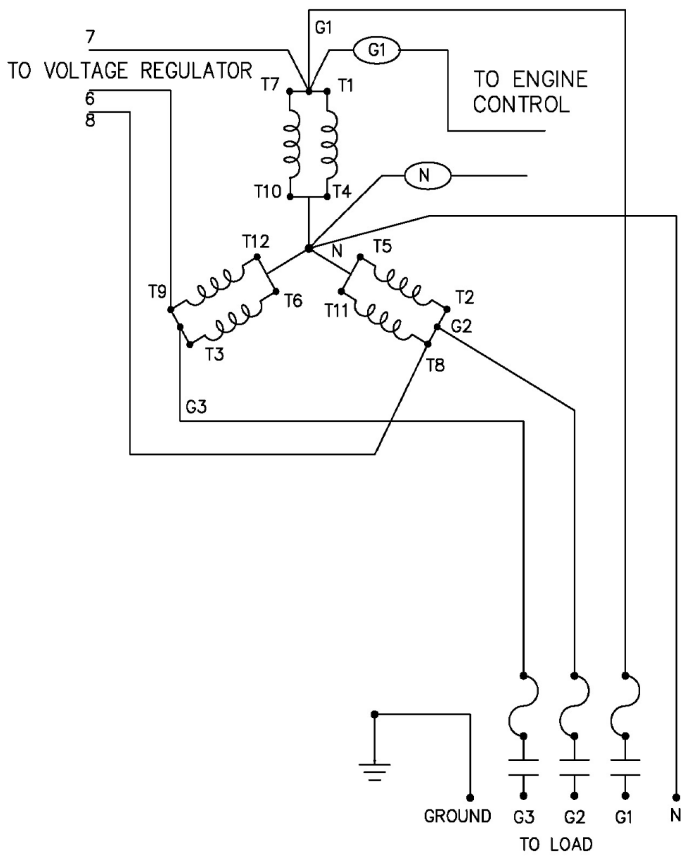 G1
7
G1
TO VOLTAGE REGULATOR
T7 T1
TO ENGINE
CONTROL
6
8
T10 T4
N
T12
N
T5
T9
T6
T11
T2
G2
T3
T8
G3
GROUND G3 G2 G1 N
TO LOAD